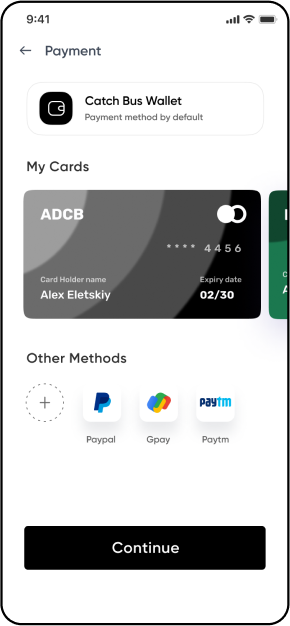 9:41
Payment
Catch Bus Wallet
Payment method by default
My Cards
ADCB
* * * * 4456
Card Holder name
Expiry date
Alex Eletskiy
02/30
Other Methods
Paypal
Gpay
paytm
Paytm
Continue